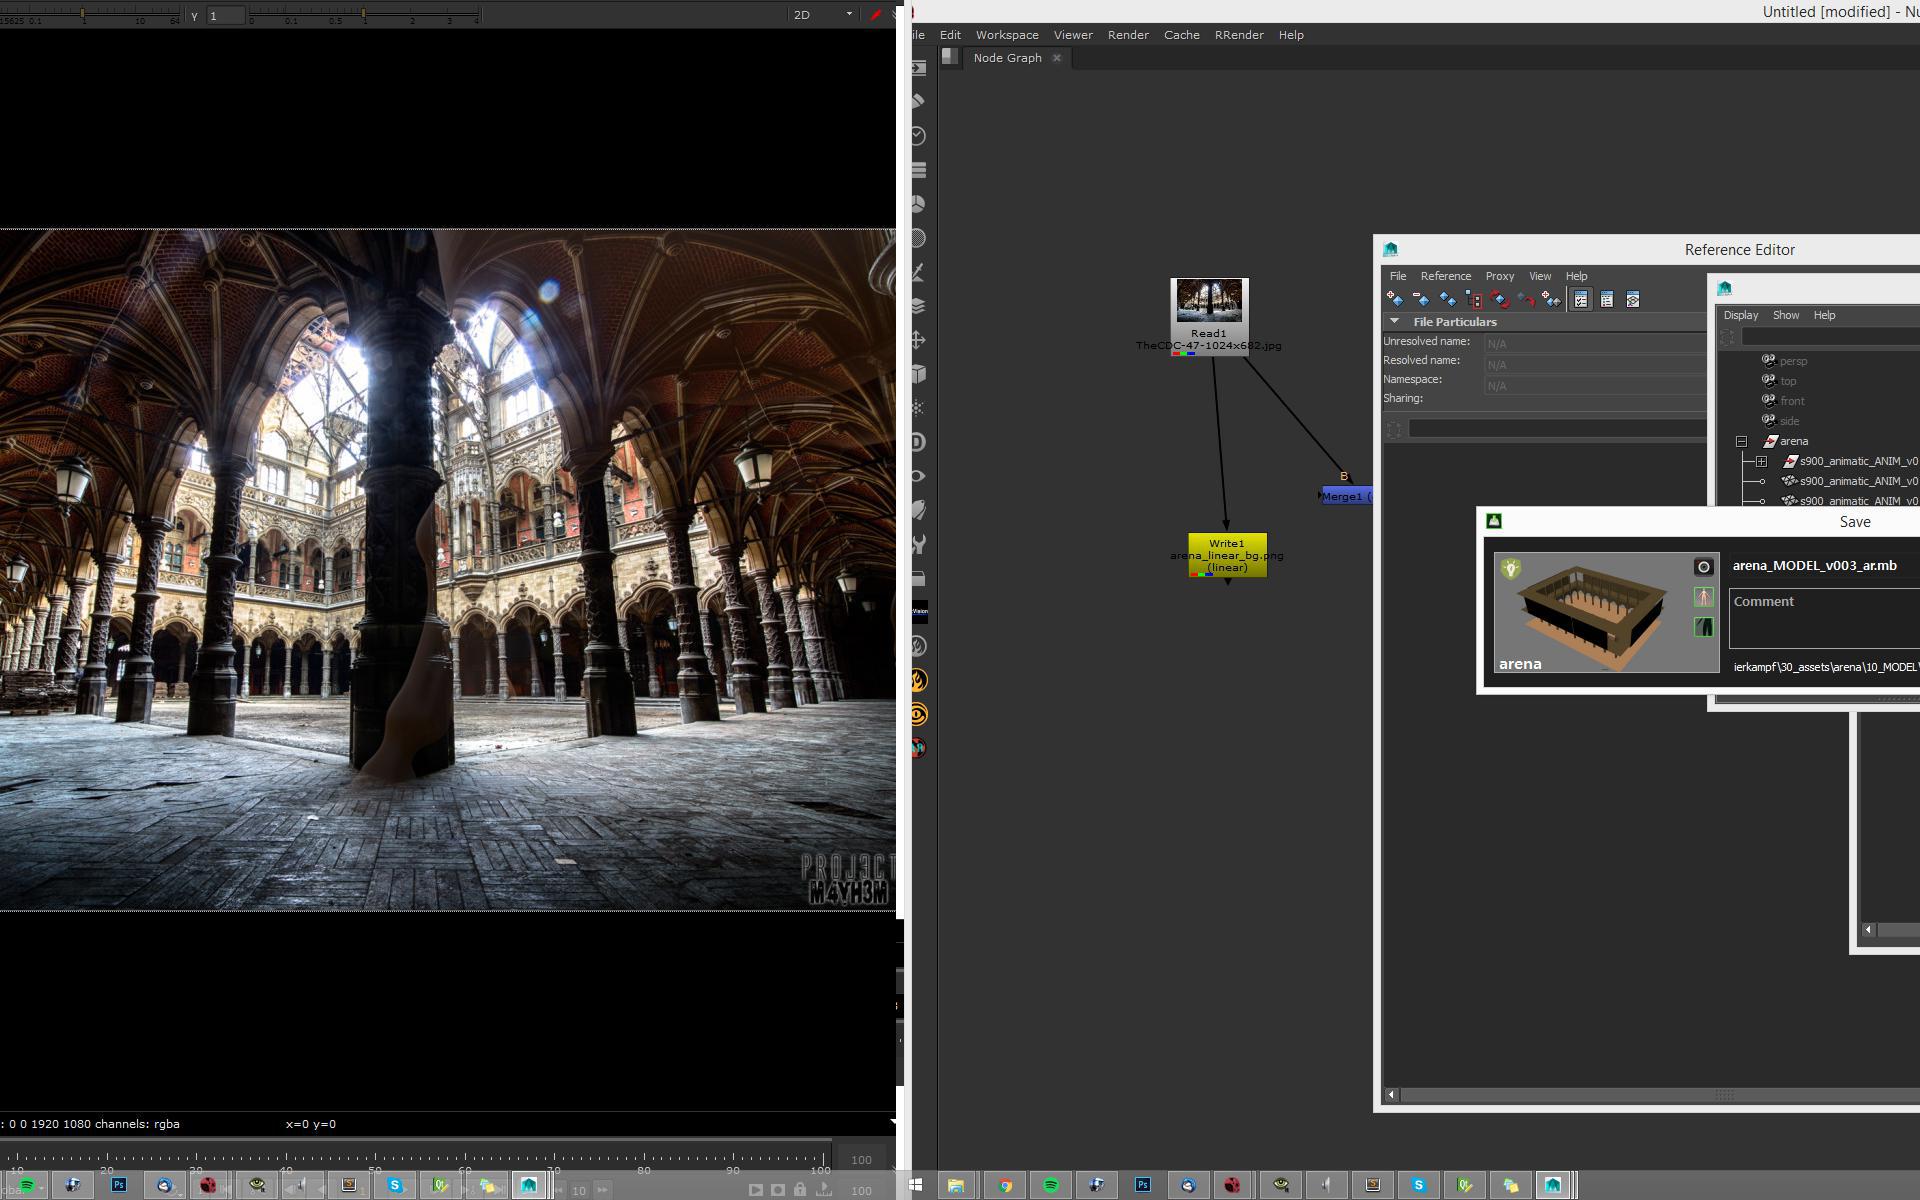 15625 0.1 1 10 64 γ 1 0 0.1 0.5 1 2 3 4 2D
PROJ3CT
M4YH3M
: 0 0 1920 1080 channels: rgba x=0 y=0
10 20 30 40 50 60 70 80 90 100 100
10 100
Untitled [modified] - Nu
ile Edit Workspace Viewer Render Cache RRender Help
Node Graph
Read1
TheCDC-47-1024x682.jpg
B
Merge1 (
Write1
arena_linear_bg.png
(linear)
Reference Editor
File Reference Proxy View Help
File Particulars
Unresolved name: N/A
Resolved name: N/A
Namespace: N/A
Sharing:
Display Show Help
persp
top
front
side
arena
s900_animatic_ANIM_v0
s900_animatic_ANIM_v0
s900_animatic_ANIM_v0
Save
arena
arena_MODEL_v003_ar.mb
Comment
ierkampf\30_assets\arena\10_MODEL\
Ps
Ps